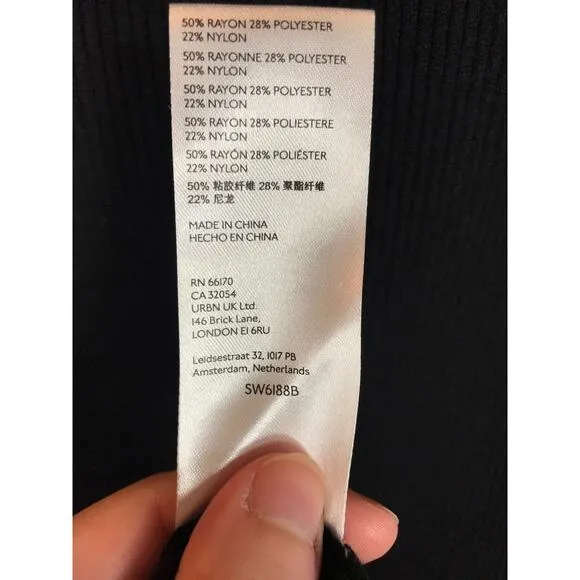 50% RAYON 28% POLYESTER
22% NYLON
50% RAYONNE 28% POLYESTER
22% NYLON
50% RAYON 28% POLYESTER
22% NYLON
50% RAYON 28% POLIESTERE
22% NYLON
50% RAYÓN 28% POLIÉSTER
22% NYLON
50% 粘胶纤维 28% 聚酯纤维
22% 尼龙
MADE IN CHINA
HECHO EN CHINA
RN 66170
CA 32054
URBN UK Ltd.
146 Brick Lane,
LONDON E1 6RU
Leidsestraat 32, 1017 PB
Amsterdam, Netherlands
SW6188B